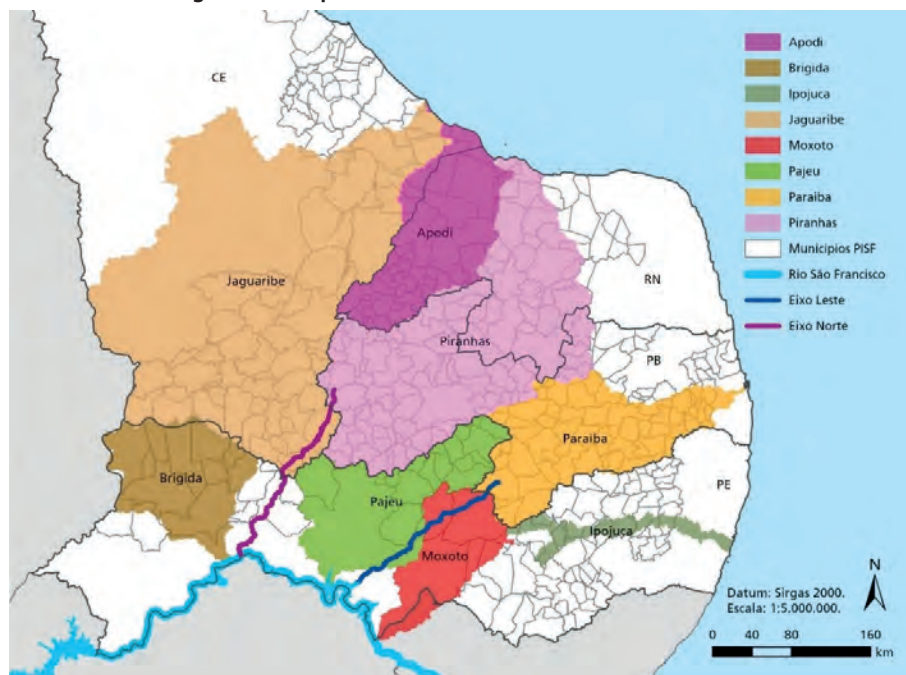 CE
Apodi
Brigida
Ipojuca
Jaguaribe
Moxoto
Pajeu
Paraiba
Piranhas
Municípios PISF
Rio São Francisco
Eixo Leste
Eixo Norte
Apodi
Jaguaribe
RN
Piranhas
PB
Paraiba
Brigida
PE
Pajeu
Ipojuca
Moxoto
N
Datum: Sirgas 2000.
Escala: 1:5.000.000.
0 40 80 160
km